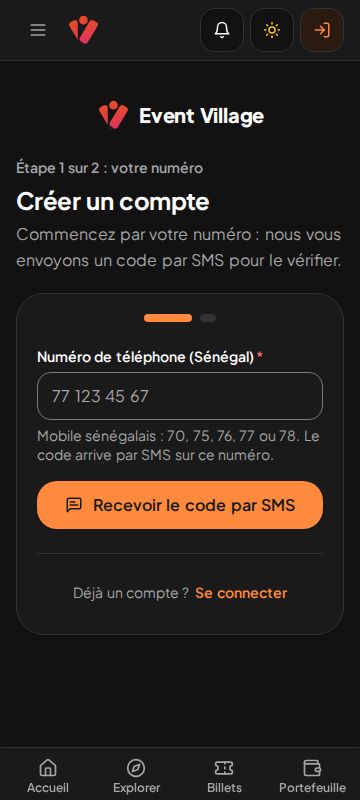 Event Village
Étape 1 sur 2 : votre numéro
Créer un compte
Commencez par votre numéro : nous vous
envoyons un code par SMS pour le vérifier.
Numéro de téléphone (Sénégal) *
77 123 45 67
Mobile sénégalais : 70, 75, 76, 77 ou 78. Le
code arrive par SMS sur ce numéro.
Recevoir le code par SMS
Déjà un compte ? Se connecter
Accueil
Explorer
Billets
Portefeuille